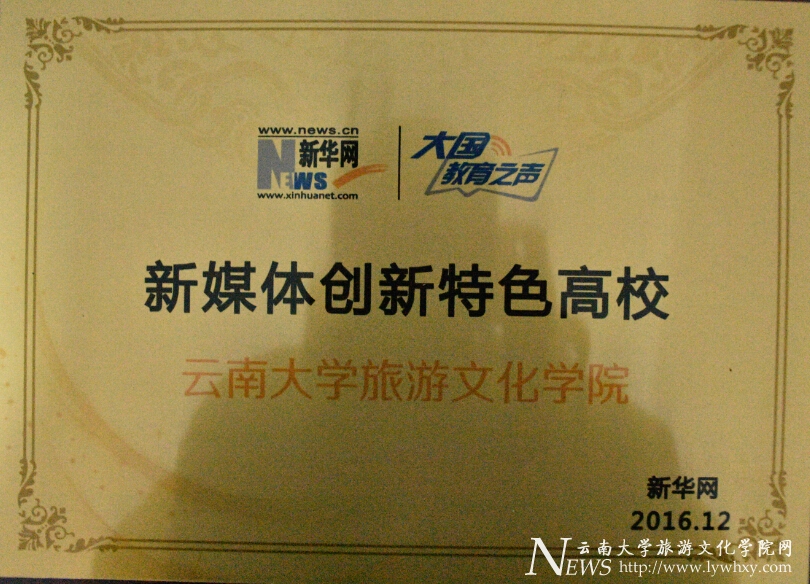 www.news.cn
新华网
NEWS
www.xinhuanet.com
大国
教育之声
新媒体创新特色高校
云南大学旅游文化学院
新华网
2016.12
NEWS 云南大学旅游文化学院网
http://www.lywhxy.com